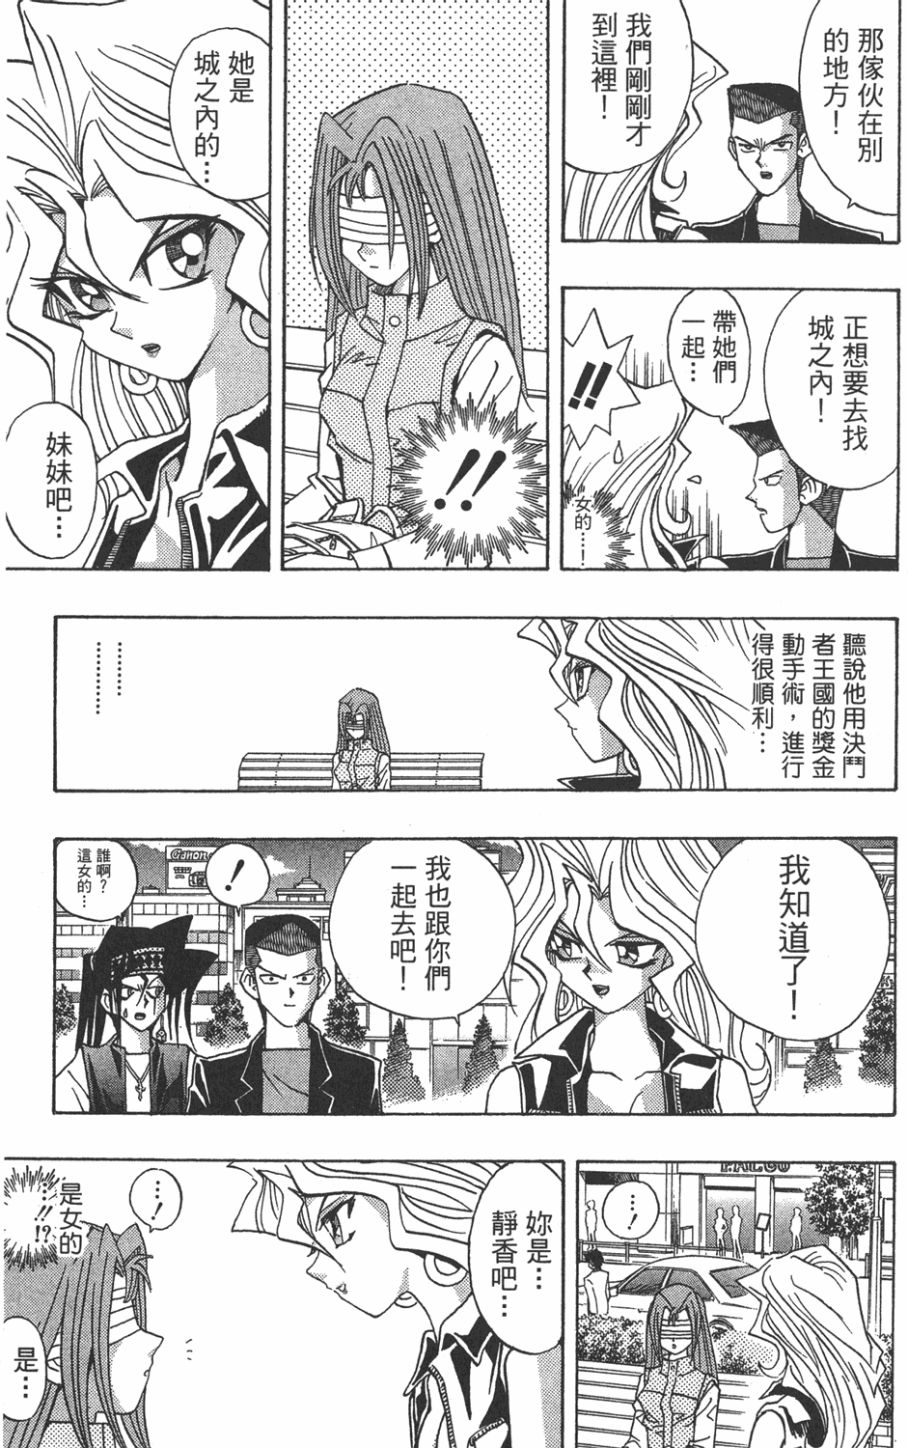 那傢伙在別
的地方！
我們剛剛才
到這裡！
正想要去找
城之內！
帶她們
一起…
!!
女的…！
!!
她是
城之內的…
妹妹吧…
聽說他用決鬥
者王國的獎金
動手術，進行
得很順利…
………
…………
我知道了！
我也跟你們
一起去吧！
！
誰啊？
這女的…
Canon
FALCO
…！
妳是…
靜香吧…
…！
是女的
…!!!?
是…